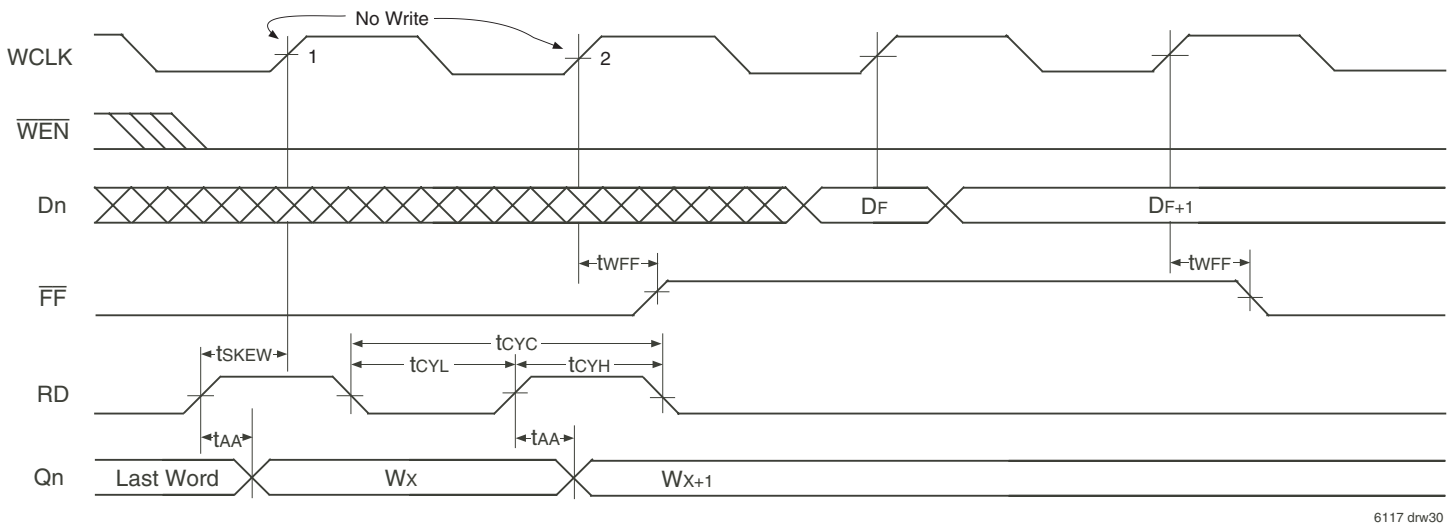 No Write
WCLK
1
2
WEN
Dn
DF
DF+1
tWFF
tWFF
FF
tCYC
tSKEW
tCYL
tCYH
RD
tAA
tAA
Qn
Last Word
WX
WX+1
6117 drw30